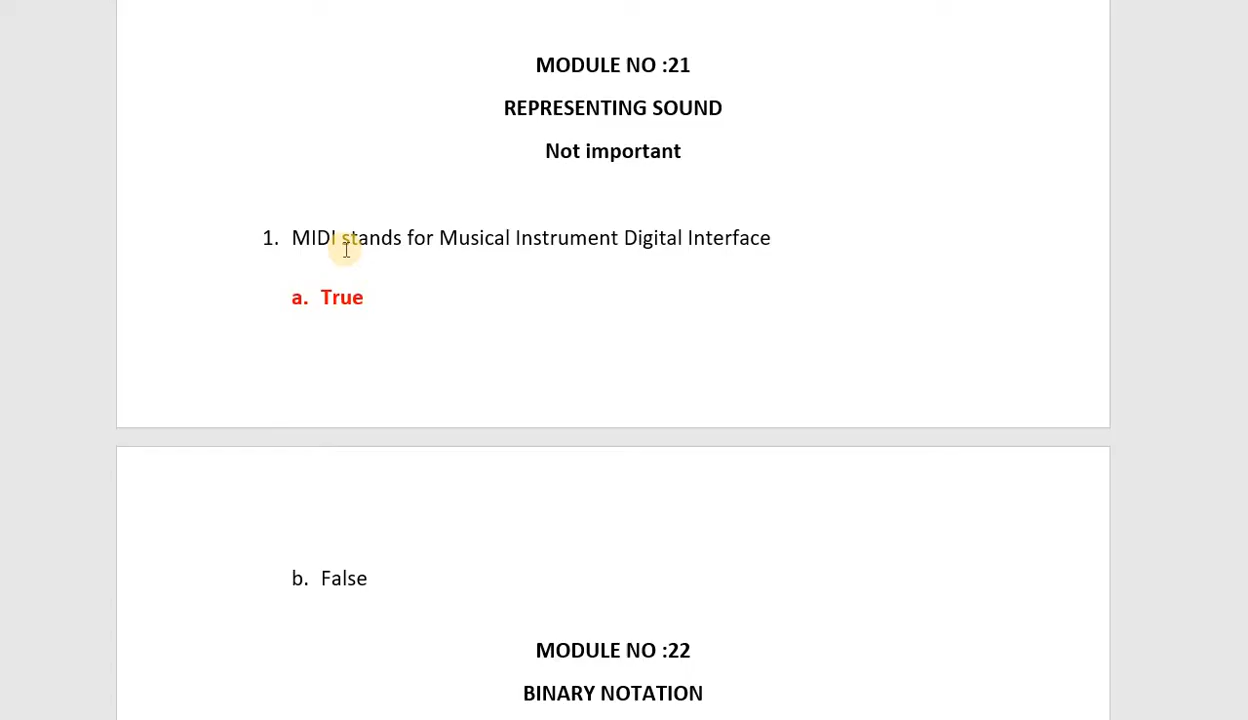 MODULE NO :21
REPRESENTING SOUND
Not important
1. MIDI stands for Musical Instrument Digital Interface
a. True
b. False
MODULE NO :22
BINARY NOTATION